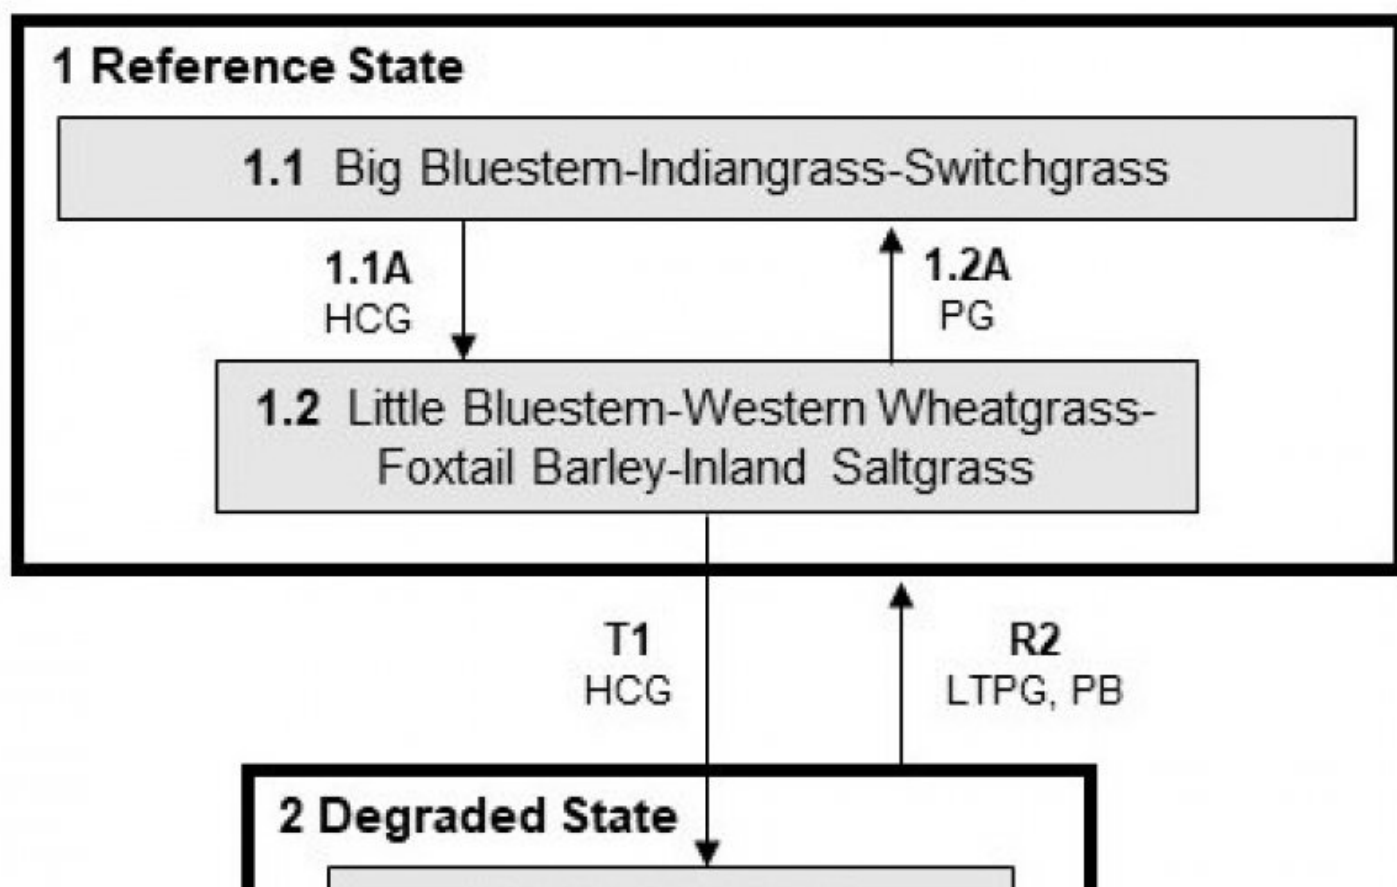 1 Reference State
1.1 Big Bluestem-Indiangrass-Switchgrass
1.1A
HCG
1.2A
PG
1.2 Little Bluestem-Western Wheatgrass-
Foxtail Barley-Inland Saltgrass
T1
HCG
R2
LTPG, PB
2 Degraded State